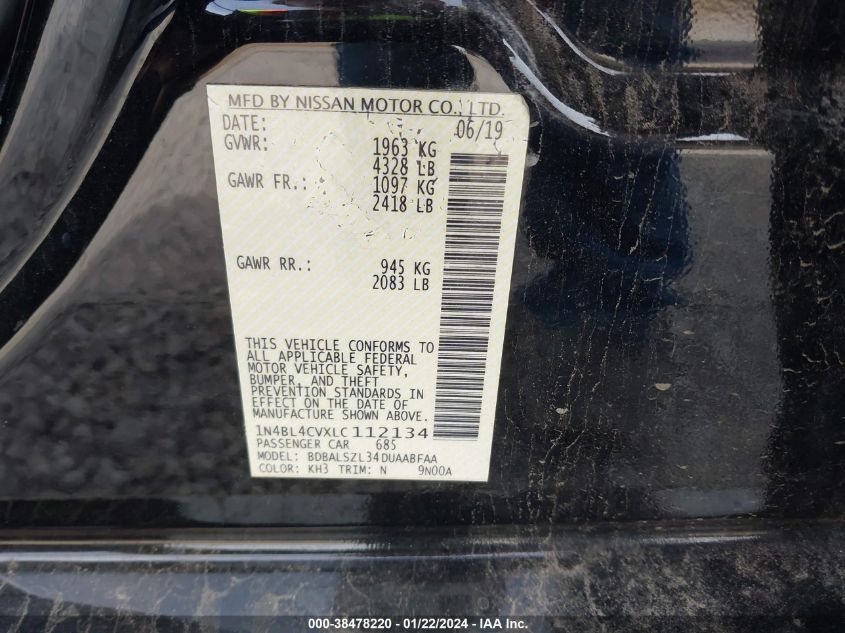 MFD BY NISSAN MOTOR CO., LTD.
DATE: 06/19
GVWR: 1963 KG
4328 LB
GAWR FR.: 1097 KG
2418 LB
GAWR RR.: 945 KG
2083 LB
THIS VEHICLE CONFORMS TO
ALL APPLICABLE FEDERAL
MOTOR VEHICLE SAFETY,
BUMPER, AND THEFT
PREVENTION STANDARDS IN
EFFECT ON THE DATE OF
MANUFACTURE SHOWN ABOVE.
1N4BL4CVXLC112134
PASSENGER CAR 685
MODEL: BDBALSZL34DUAABFAA
COLOR: KH3 TRIM: N 9N00A
000-38478220 - 01/22/2024 - IAA Inc.